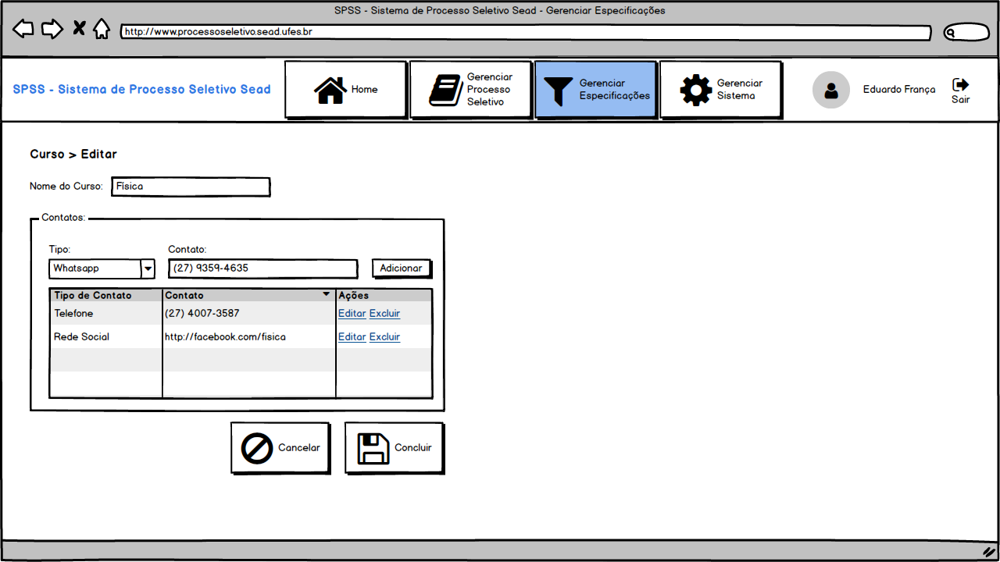 SPSS - Sistema de Processo Seletivo Sead - Gerenciar Especificações
http://www.processoseletivo.sead.ufes.br
SPSS - Sistema de Processo Seletivo Sead
Home
Gerenciar
Processo
Seletivo
Gerenciar
Especificações
Gerenciar
Sistema
Eduardo França
Sair
Curso > Editar
Nome do Curso: Física
Contatos:
Tipo: Contato:
Whatsapp (27) 9359-4635 Adicionar
Tipo de Contato Contato Ações
Telefone (27) 4007-3587 Editar Excluir
Rede Social http://facebook.com/fisica Editar Excluir
Cancelar Concluir